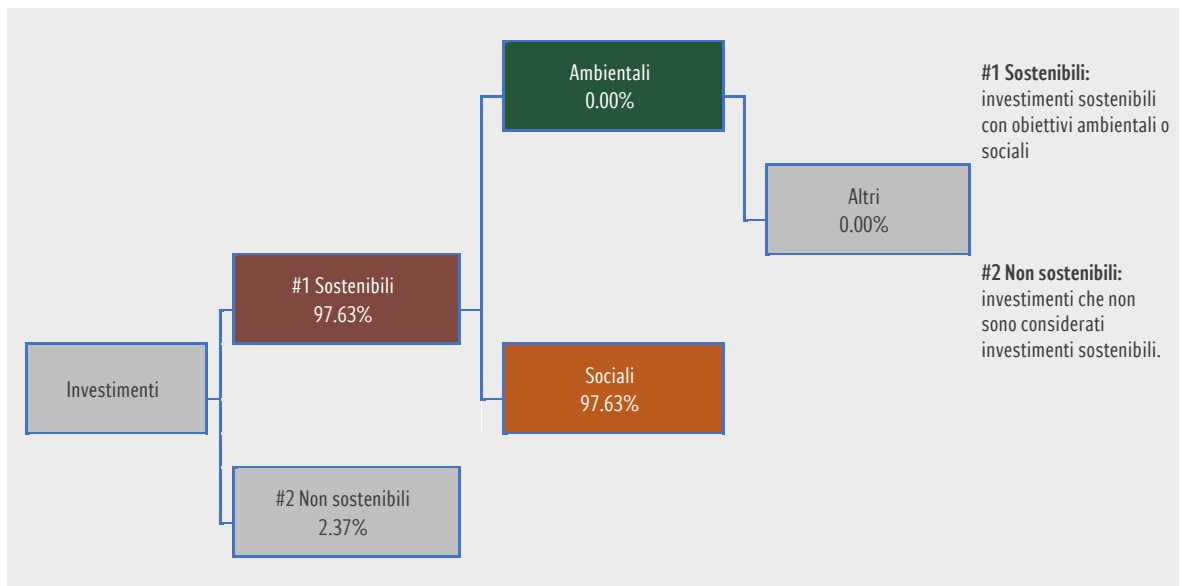 Investimenti
#1 Sostenibili
97.63%
#2 Non sostenibili
2.37%
Ambientali
0.00%
Sociali
97.63%
Altri
0.00%
#1 Sostenibili:
investimenti sostenibili
con obiettivi ambientali o
sociali
#2 Non sostenibili:
investimenti che non
sono considerati
investimenti sostenibili.